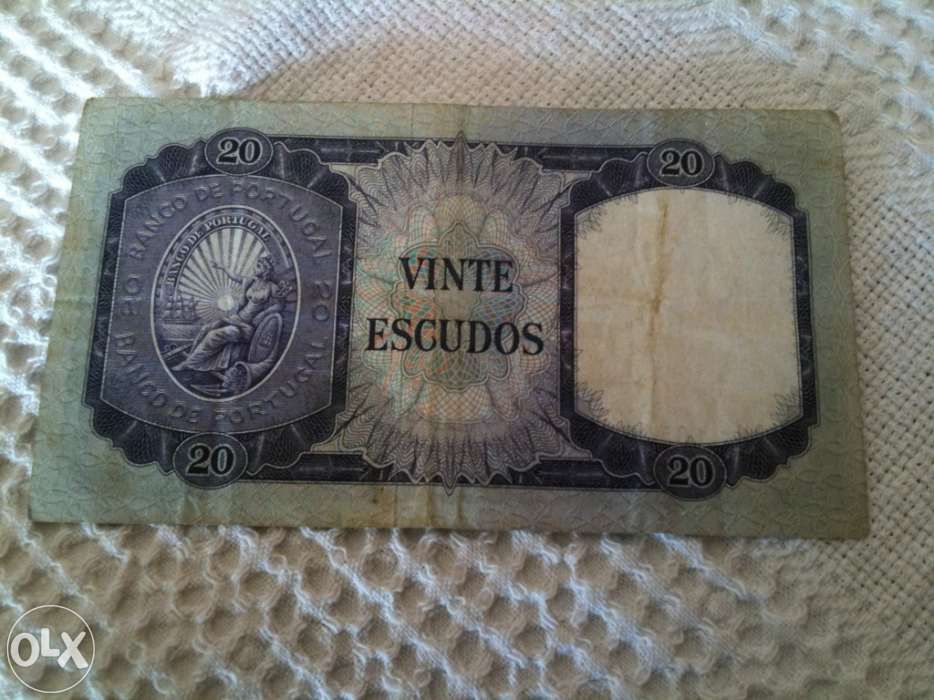 20
20
BANCO DE PORTUGAL 20
BANCO DE PORTUGAL
VINTE
ESCUDOS
BANCO DE PORTUGAL 20
20
20
OLX